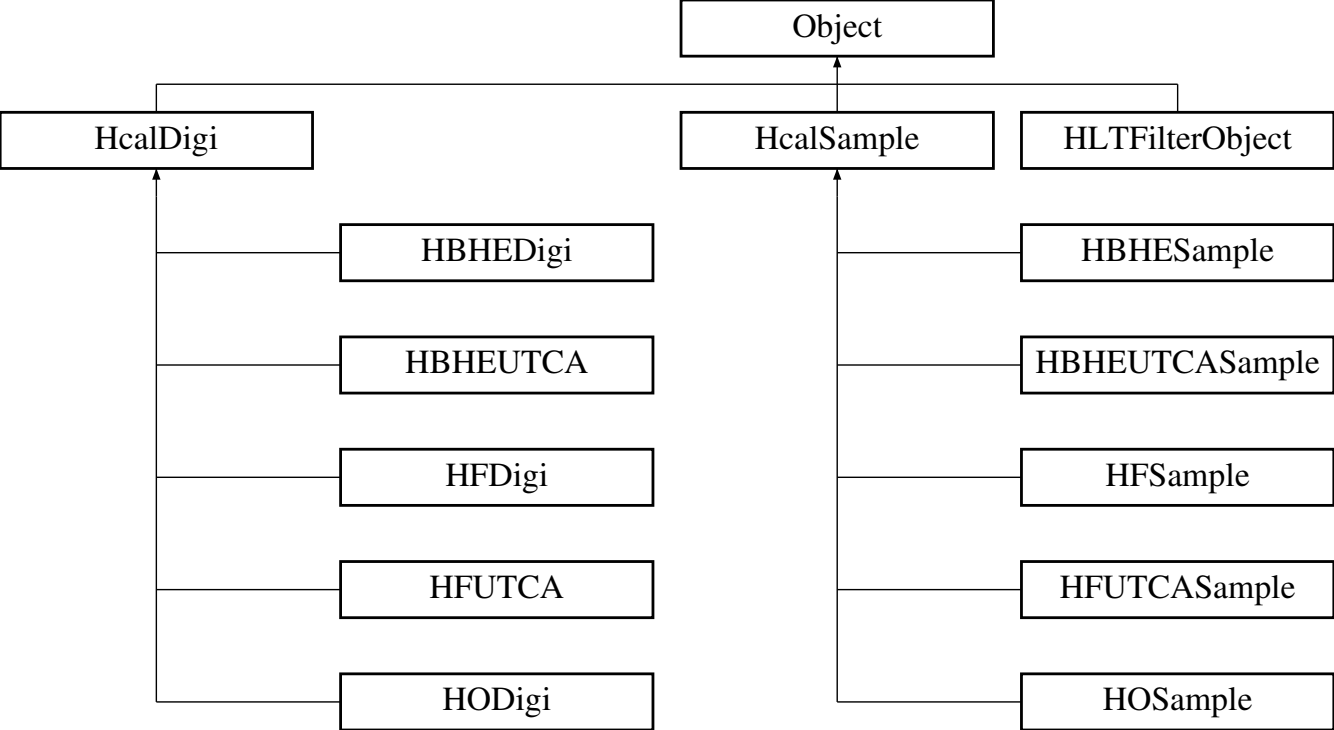 Object
HcalDigi
HcalSample
HLTFilterObject
HBHEDigi
HBHESample
HBHEUTCA
HBHEUTCASample
HFDigi
HFSample
HFUTCA
HFUTCASample
HODigi
HOSample